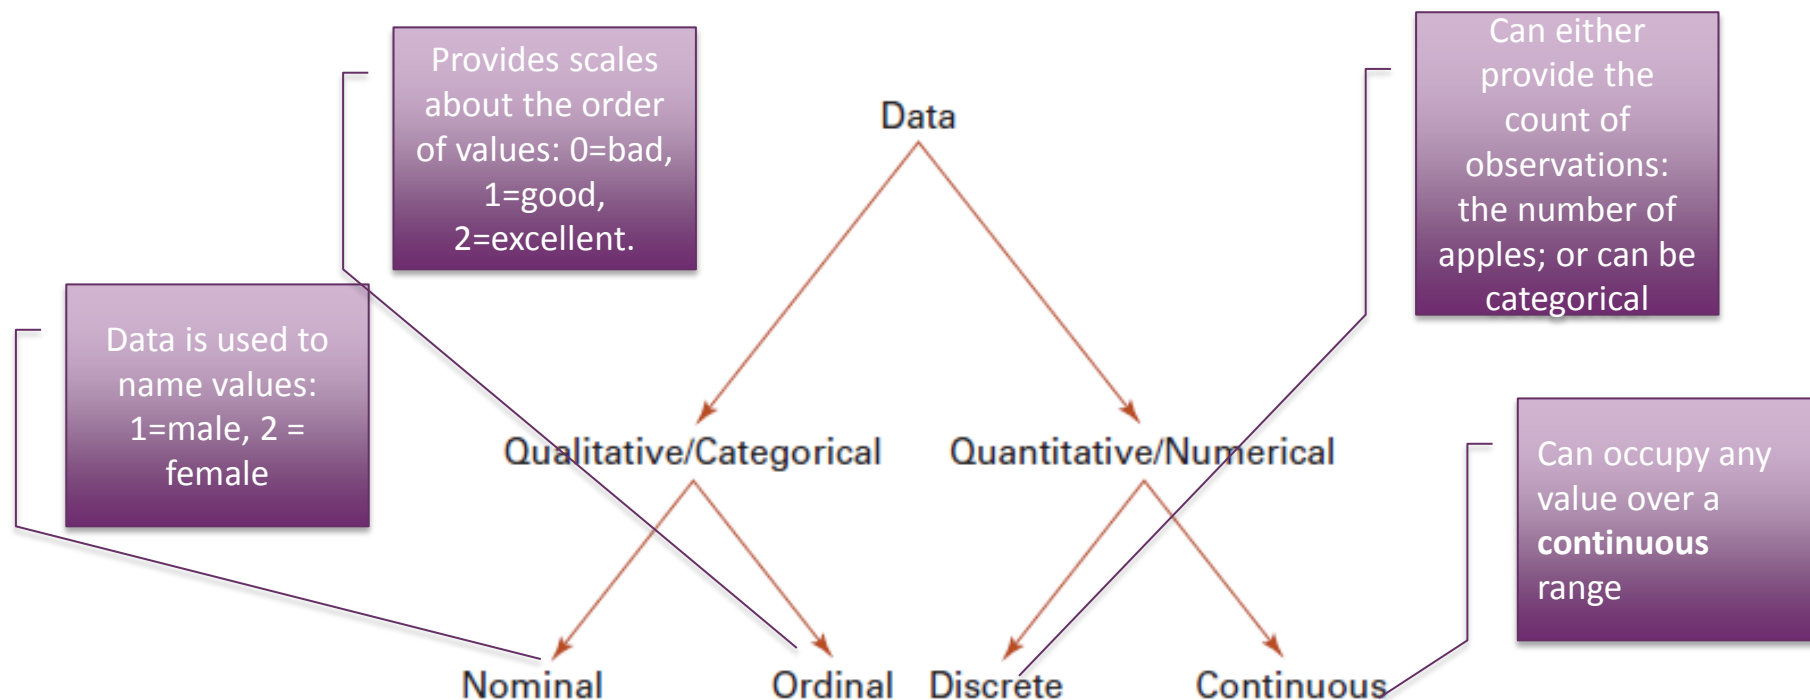 Provides scales
about the order
of values: 0=bad,
1=good,
2=excellent.
Can either
provide the
count of
observations:
the number of
apples; or can be
categorical
Data
Data is used to
name values:
1=male, 2 =
female
Qualitative/Categorical
Quantitative/Numerical
Can occupy any
value over a
continuous
range
Nominal
Ordinal
Discrete
Continuous